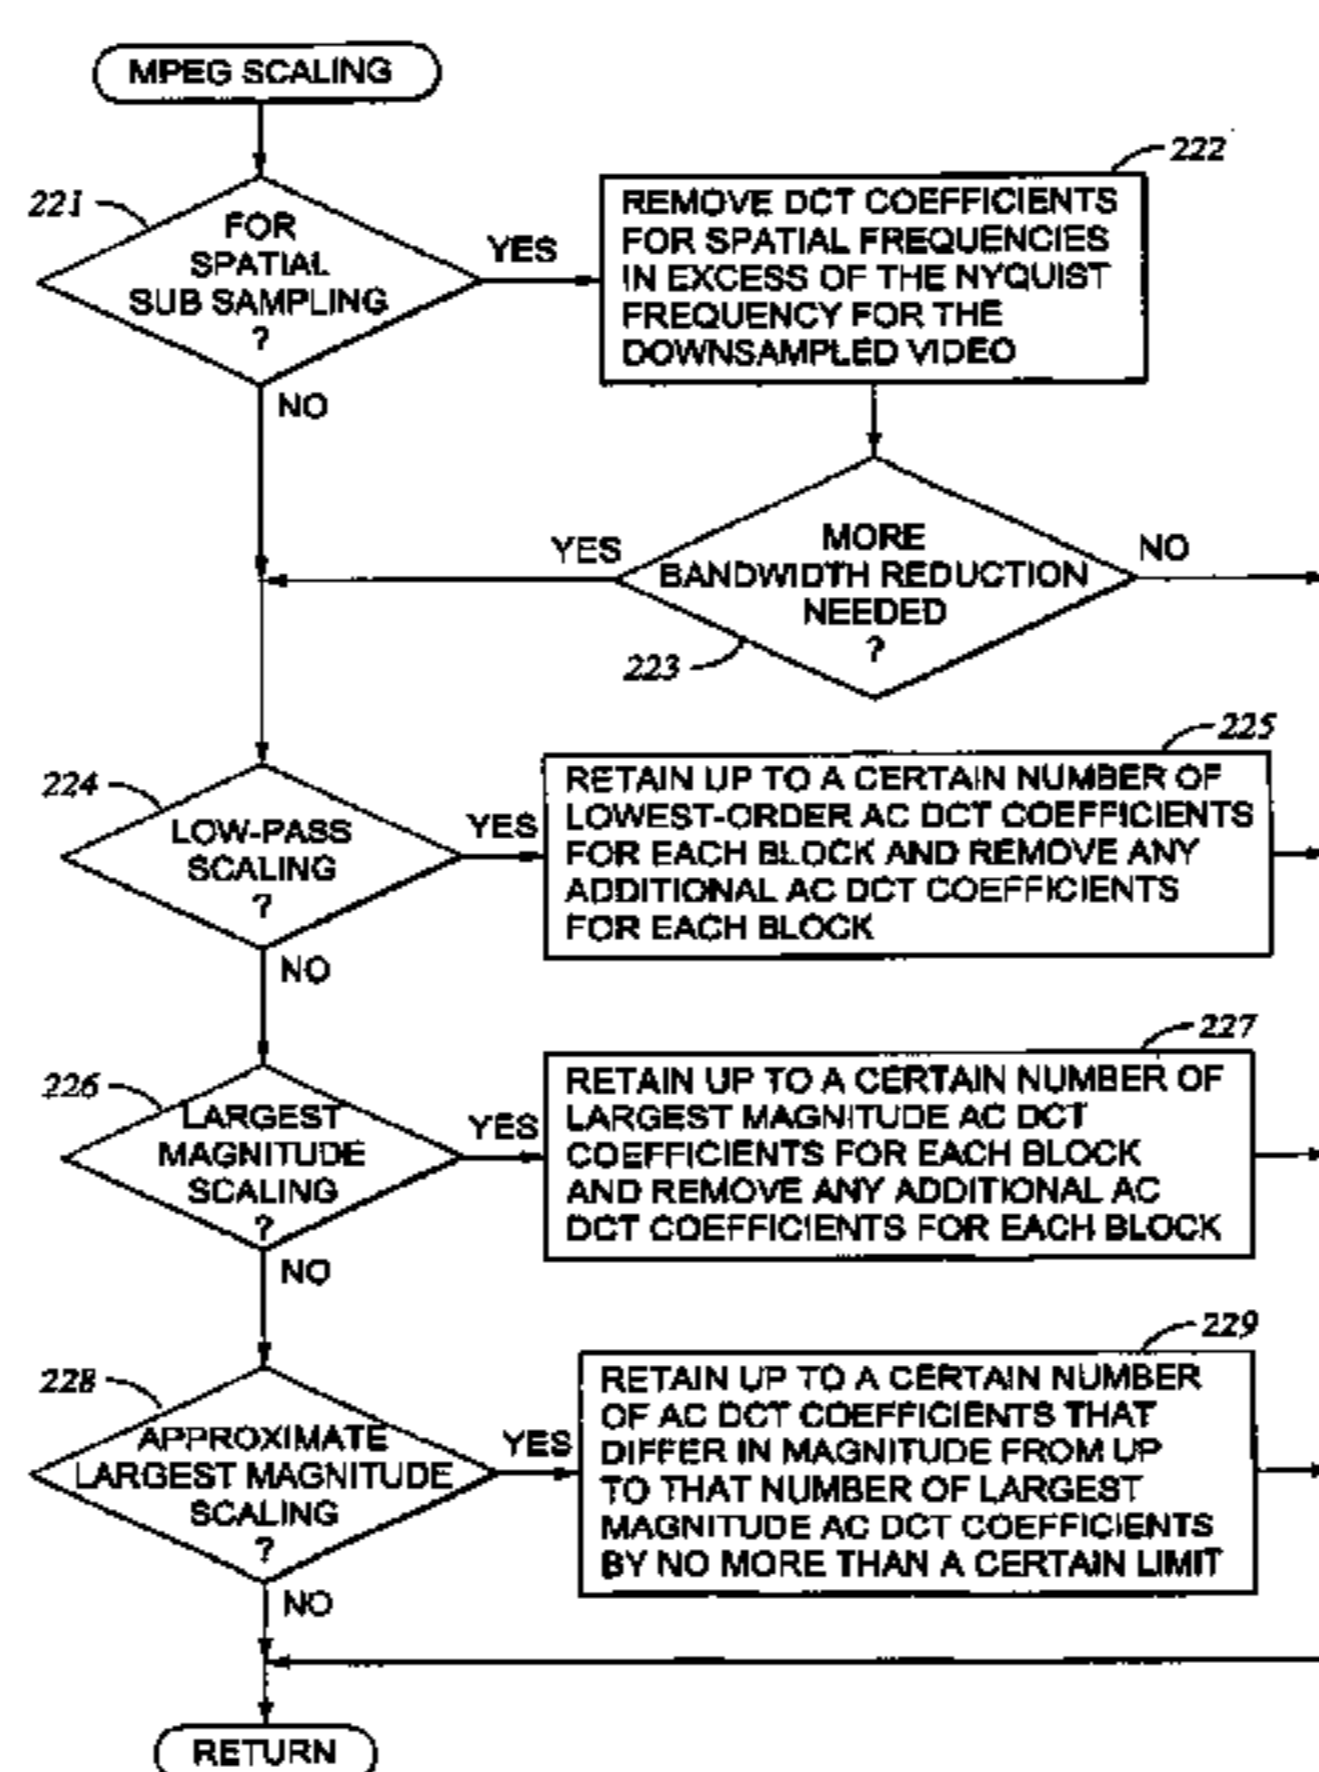 MPEG SCALING
221
FOR
SPATIAL
SUB SAMPLING
?
YES
NO
222
REMOVE DCT COEFFICIENTS
FOR SPATIAL FREQUENCIES
IN EXCESS OF THE NYQUIST
FREQUENCY FOR THE
DOWNSAMPLED VIDEO
YES
MORE
BANDWIDTH REDUCTION
NEEDED
?
NO
223
224
LOW-PASS
SCALING
?
YES
NO
225
RETAIN UP TO A CERTAIN NUMBER OF
LOWEST-ORDER AC DCT COEFFICIENTS
FOR EACH BLOCK AND REMOVE ANY
ADDITIONAL AC DCT COEFFICIENTS
FOR EACH BLOCK
226
LARGEST
MAGNITUDE
SCALING
?
YES
NO
227
RETAIN UP TO A CERTAIN NUMBER OF
LARGEST MAGNITUDE AC DCT
COEFFICIENTS FOR EACH BLOCK
AND REMOVE ANY ADDITIONAL AC
DCT COEFFICIENTS FOR EACH BLOCK
228
APPROXIMATE
LARGEST MAGNITUDE
SCALING
?
YES
NO
229
RETAIN UP TO A CERTAIN NUMBER
OF AC DCT COEFFICIENTS THAT
DIFFER IN MAGNITUDE FROM UP
TO THAT NUMBER OF LARGEST
MAGNITUDE AC DCT COEFFICIENTS
BY NO MORE THAN A CERTAIN LIMIT
RETURN